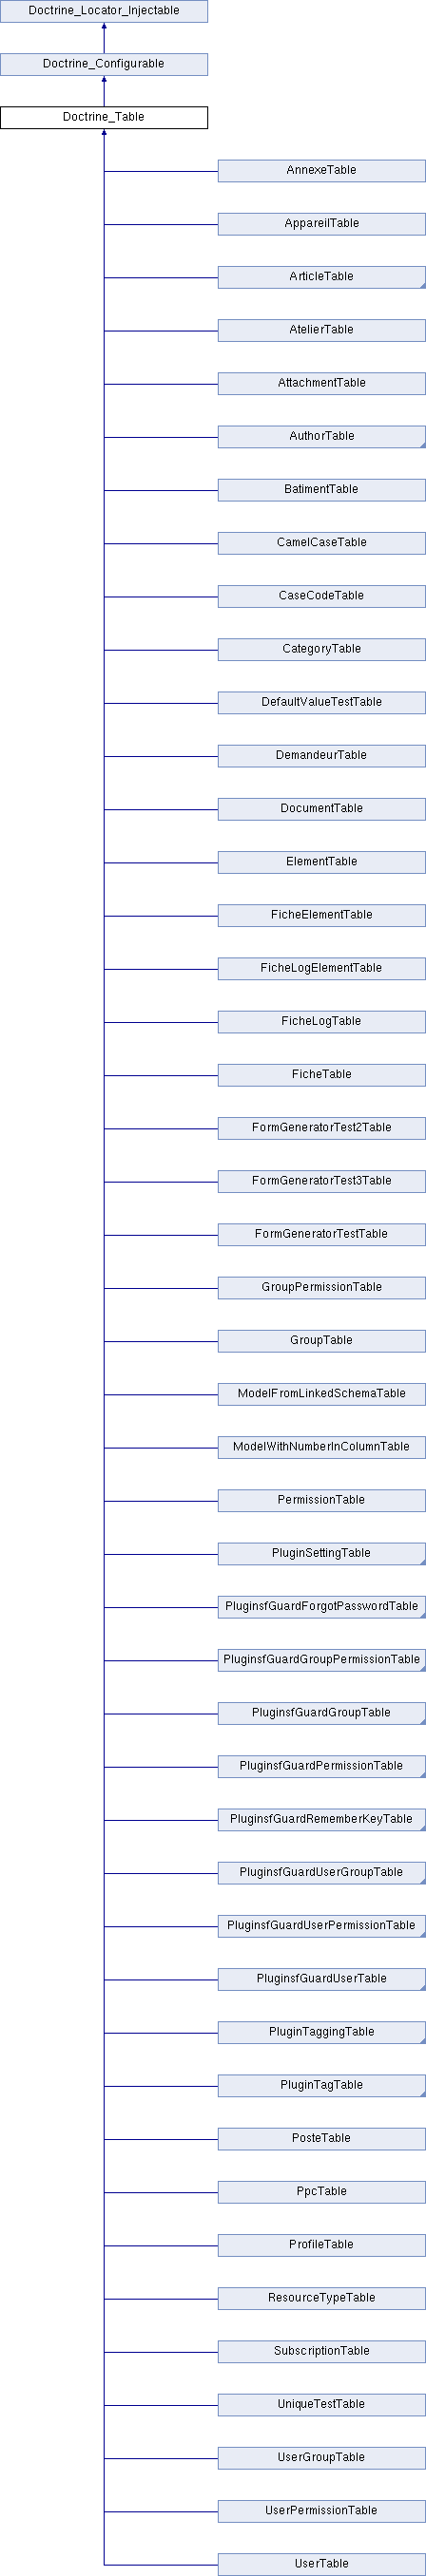 Doctrine_Locator_Injectable
Doctrine_Configurable
Doctrine_Table
AnnexeTable
AppareilTable
ArticleTable
AtelierTable
AttachmentTable
AuthorTable
BatimentTable
CamelCaseTable
CaseCodeTable
CategoryTable
DefaultValueTestTable
DemandeurTable
DocumentTable
ElementTable
FicheElementTable
FicheLogElementTable
FicheLogTable
FicheTable
FormGeneratorTest2Table
FormGeneratorTest3Table
FormGeneratorTestTable
GroupPermissionTable
GroupTable
ModelFromLinkedSchemaTable
ModelWithNumberInColumnTable
PermissionTable
PluginSettingTable
PluginsfGuardForgotPasswordTable
PluginsfGuardGroupPermissionTable
PluginsfGuardGroupTable
PluginsfGuardPermissionTable
PluginsfGuardRememberKeyTable
PluginsfGuardUserGroupTable
PluginsfGuardUserPermissionTable
PluginsfGuardUserTable
PluginTaggingTable
PluginTagTable
PosteTable
PpcTable
ProfileTable
ResourceTypeTable
SubscriptionTable
UniqueTestTable
UserGroupTable
UserPermissionTable
UserTable